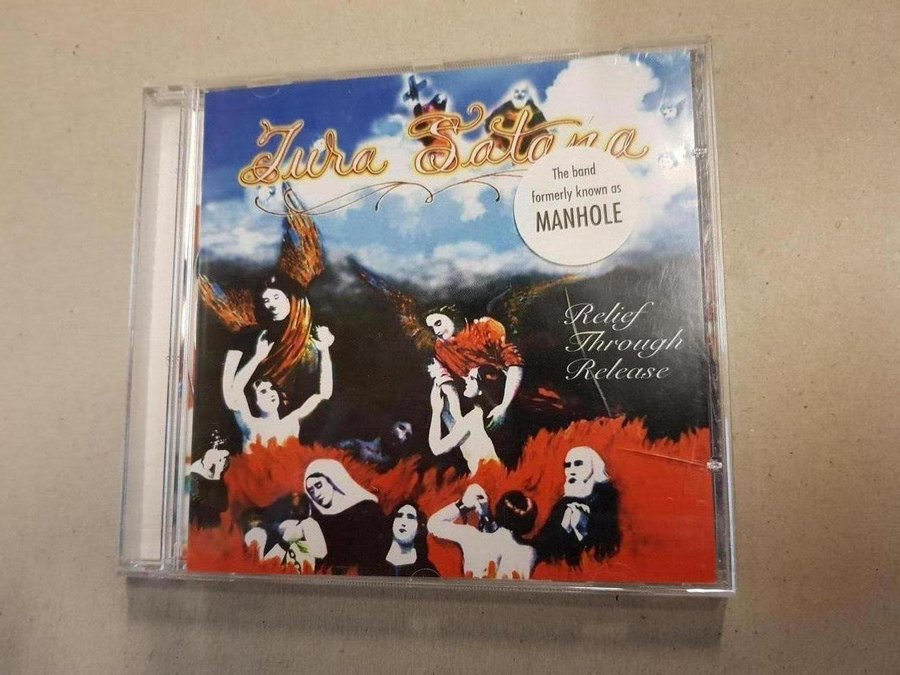 Tura Satana
The band
formerly known as
MANHOLE
Relief
Through
Release